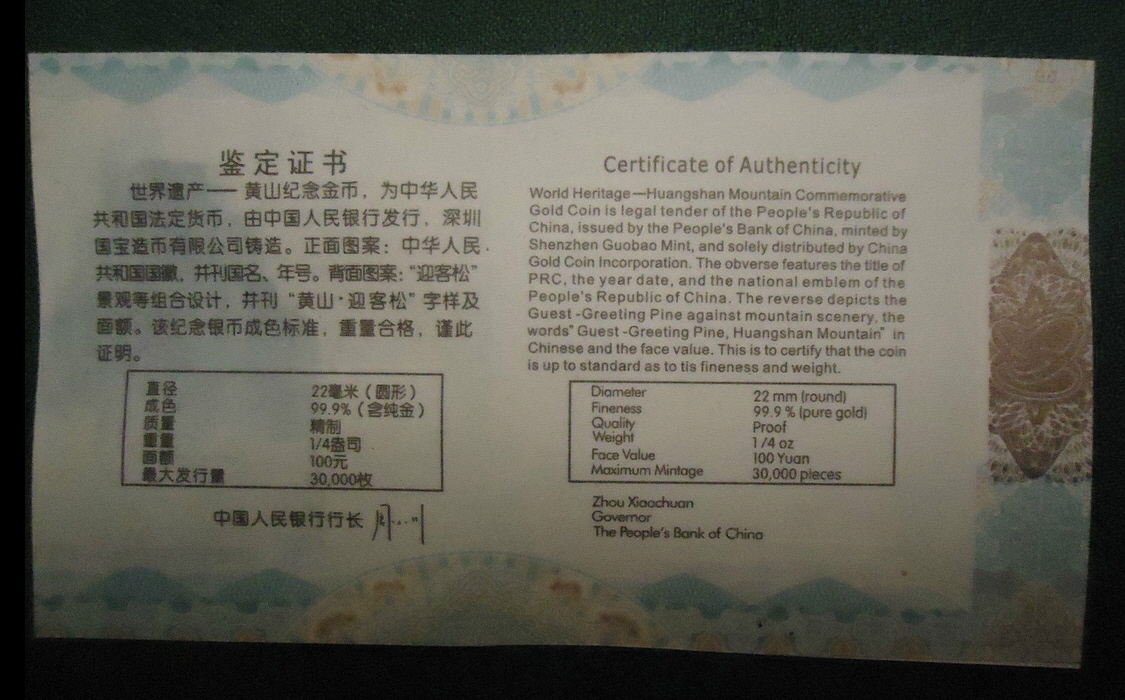 鉴定证书
世界遗产——黄山纪念金币，为中华人民
共和国法定货币，由中国人民银行发行，深圳
国宝造币有限公司铸造。正面图案：中华人民
共和国国徽，并刊国名、年号。背面图案：“迎客松”
景观等组合设计，并刊“黄山·迎客松”字样及
面额。该纪念银币成色标准，重量合格，谨此
证明。
直径 22毫米（圆形）
成色 99.9%（含纯金）
质量 精制
重量 1/4盎司
面额 100元
最大发行量 30,000枚
中国人民银行行长
Certificate of Authenticity
World Heritage—Huangshan Mountain Commemorative
Gold Coin is legal tender of the People's Republic of
China, issued by the People's Bank of China, minted by
Shenzhen Guobao Mint, and solely distributed by China
Gold Coin Incorporation. The obverse features the title of
PRC, the year date, and the national emblem of the
People's Republic of China. The reverse depicts the
Guest -Greeting Pine against mountain scenery, the
words" Guest -Greeting Pine, Huangshan Mountain" in
Chinese and the face value. This is to certify that the coin
is up to standard as to tis fineness and weight.
Diameter 22 mm (round)
Fineness 99.9 % (pure gold)
Quality Proof
Weight 1/4 oz
Face Value 100 Yuan
Maximum Mintage 30,000 pieces
Zhou Xiaochuan
Governor
The People's Bank of China